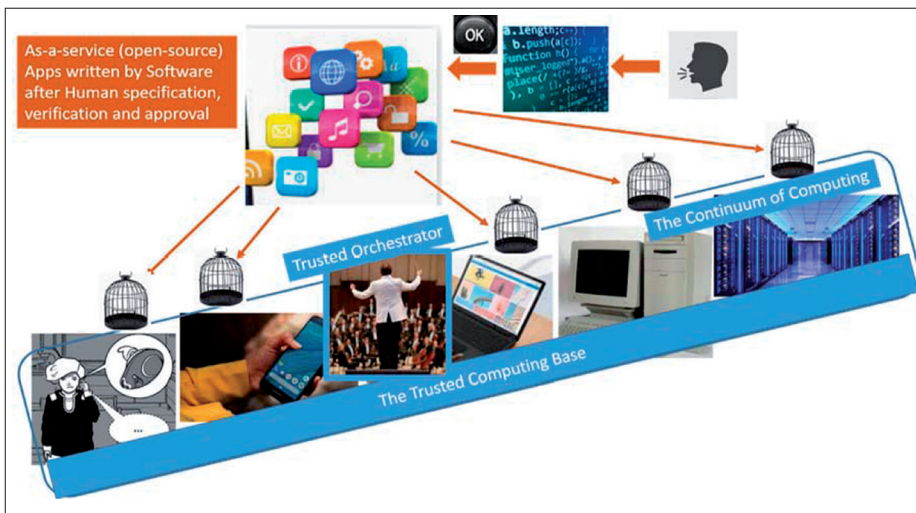 As-a-service (open-source)
Apps written by Software
after Human specification,
verification and approval
OK
a.length;c++) {
b.push(a[c]);
function h() {
Aa
%
The Continuum of Computing
Trusted Orchestrator
The Trusted Computing Base
...